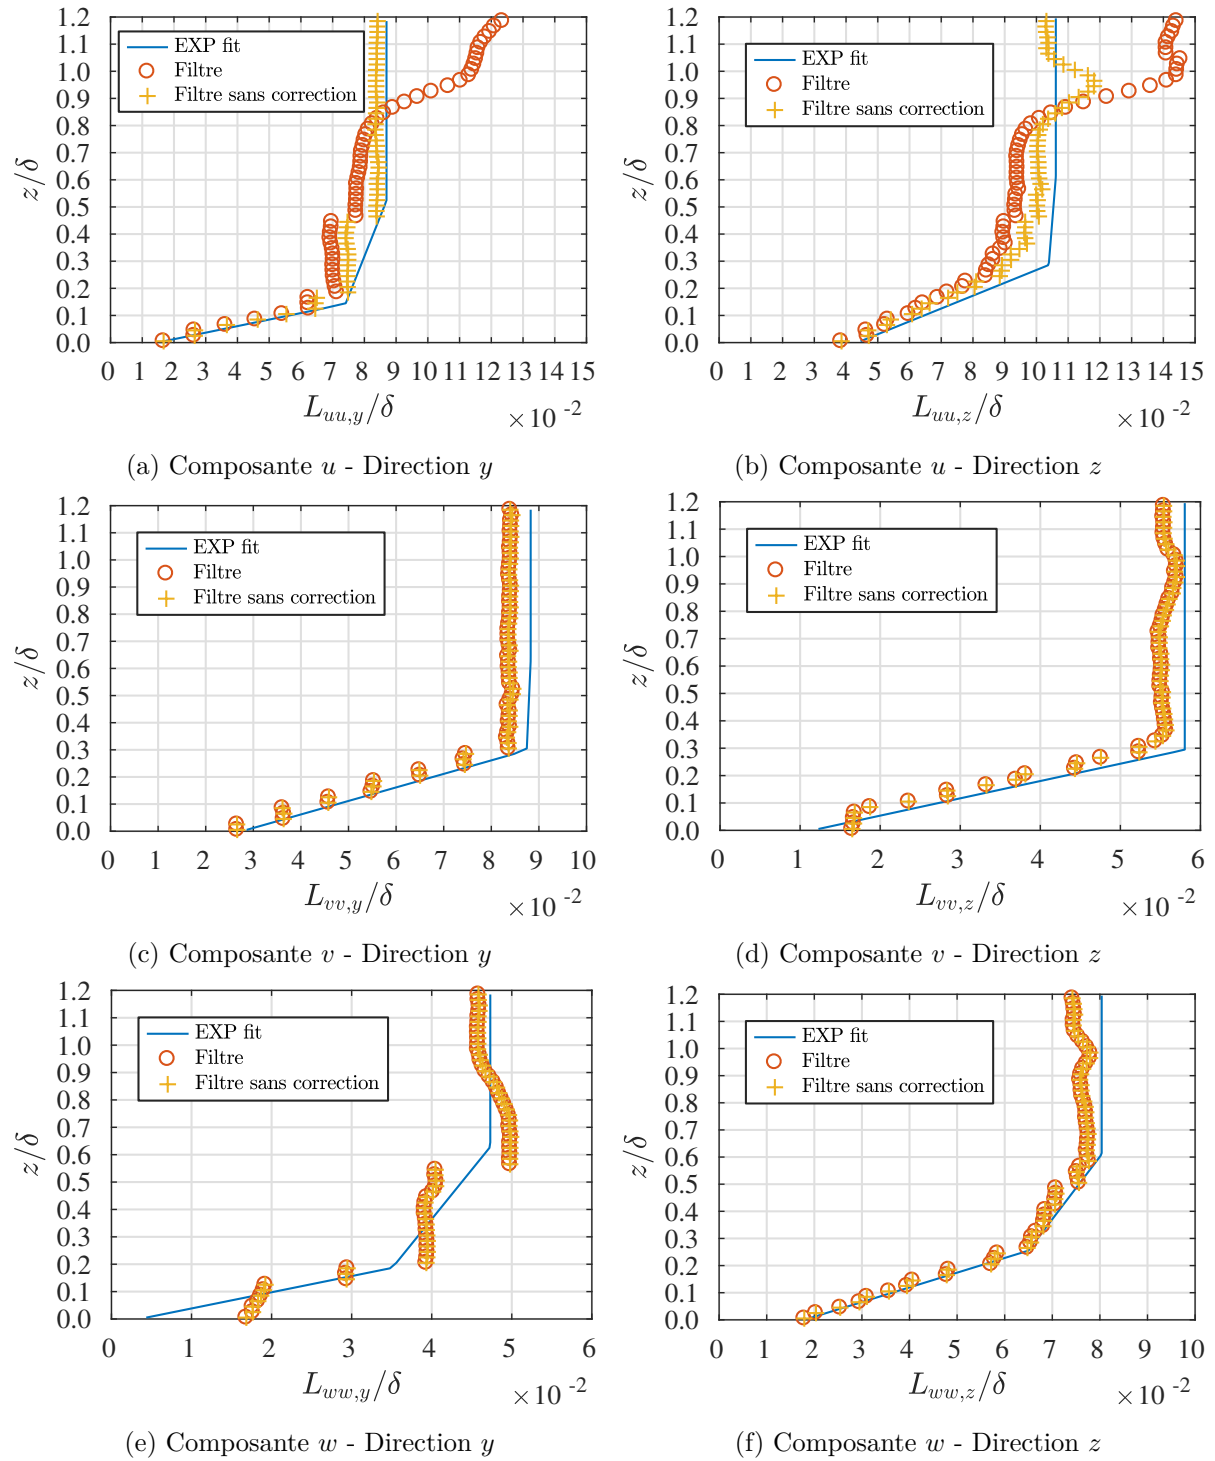 1.2
1.1
1.0
0.9
0.8
0.7
0.6
0.5
0.4
0.3
0.2
0.1
0.0
z/δ
EXP fit
Filtre
Filtre sans correction
0 1 2 3 4 5 6 7 8 9 10 11 12 13 14 15
L_{uu,y}/δ
×10 -2
(a) Composante u - Direction y
1.2
1.1
1.0
0.9
0.8
0.7
0.6
0.5
0.4
0.3
0.2
0.1
0.0
z/δ
EXP fit
Filtre
Filtre sans correction
0 1 2 3 4 5 6 7 8 9 10 11 12 13 14 15
L_{uu,z}/δ
×10 -2
(b) Composante u - Direction z
1.2
1.1
1.0
0.9
0.8
0.7
0.6
0.5
0.4
0.3
0.2
0.1
0.0
z/δ
EXP fit
Filtre
Filtre sans correction
0 1 2 3 4 5 6 7 8 9 10
L_{vv,y}/δ
×10 -2
(c) Composante v - Direction y
1.2
1.1
1.0
0.9
0.8
0.7
0.6
0.5
0.4
0.3
0.2
0.1
0.0
z/δ
EXP fit
Filtre
Filtre sans correction
0 1 2 3 4 5 6
L_{vv,z}/δ
×10 -2
(d) Composante v - Direction z
1.2
1.1
1.0
0.9
0.8
0.7
0.6
0.5
0.4
0.3
0.2
0.1
0.0
z/δ
EXP fit
Filtre
Filtre sans correction
0 1 2 3 4 5 6
L_{ww,y}/δ
×10 -2
(e) Composante w - Direction y
1.2
1.1
1.0
0.9
0.8
0.7
0.6
0.5
0.4
0.3
0.2
0.1
0.0
z/δ
EXP fit
Filtre
Filtre sans correction
0 1 2 3 4 5 6 7 8 9 10
L_{ww,z}/δ
×10 -2
(f) Composante w - Direction z